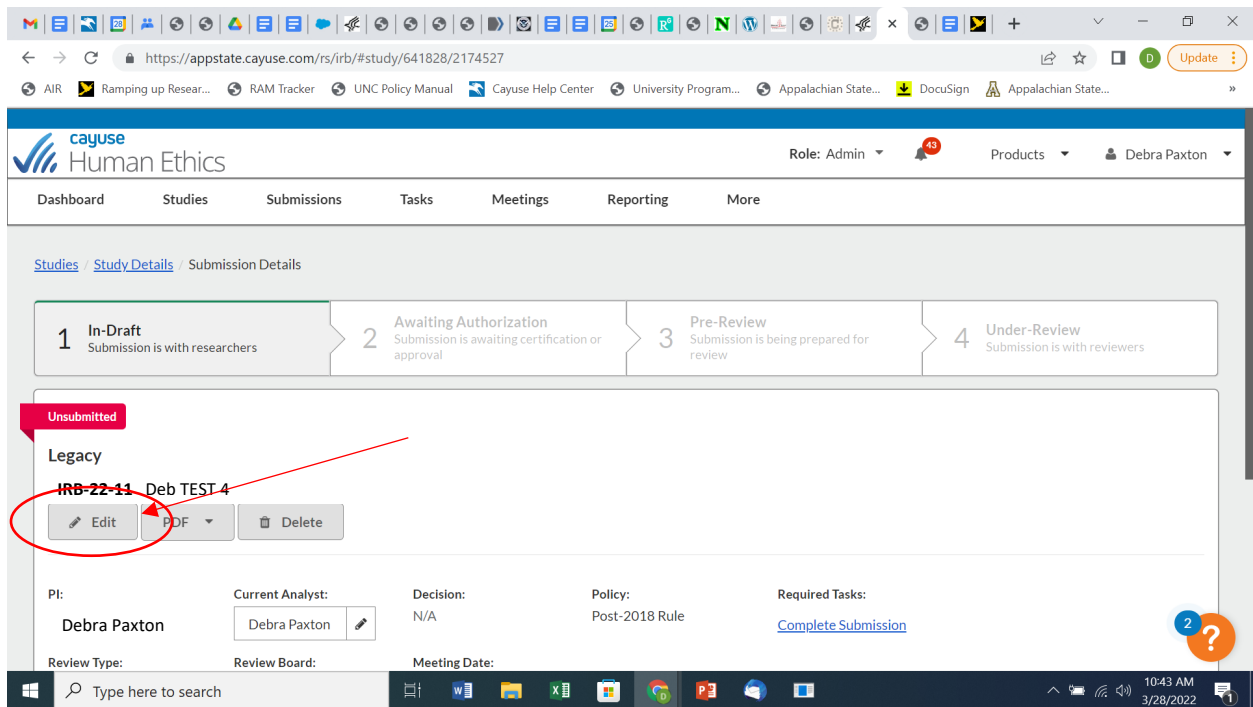 28
25
https://appstate.cayuse.com/rs/irb/#study/641828/2174527
D
Update
AIR
Ramping up Resear...
RAM Tracker
UNC Policy Manual
Cayuse Help Center
University Program...
Appalachian State...
DocuSign
Appalachian State...
»
cayuse
Human Ethics
Role: Admin
43
Products
Debra Paxton
Dashboard
Studies
Submissions
Tasks
Meetings
Reporting
More
Studies / Study Details / Submission Details
1
In-Draft
Submission is with researchers
2
Awaiting Authorization
Submission is awaiting certification or
approval
3
Pre-Review
Submission is being prepared for
review
4
Under-Review
Submission is with reviewers
Unsubmitted
Legacy
IRB-22-11 Deb TEST 4
Edit
PDF
Delete
PI:
Debra Paxton
Current Analyst:
Debra Paxton
Decision:
N/A
Policy:
Post-2018 Rule
Required Tasks:
Complete Submission
2
?
Review Type:
Review Board:
Meeting Date:
Type here to search
10:43 AM
3/28/2022
1